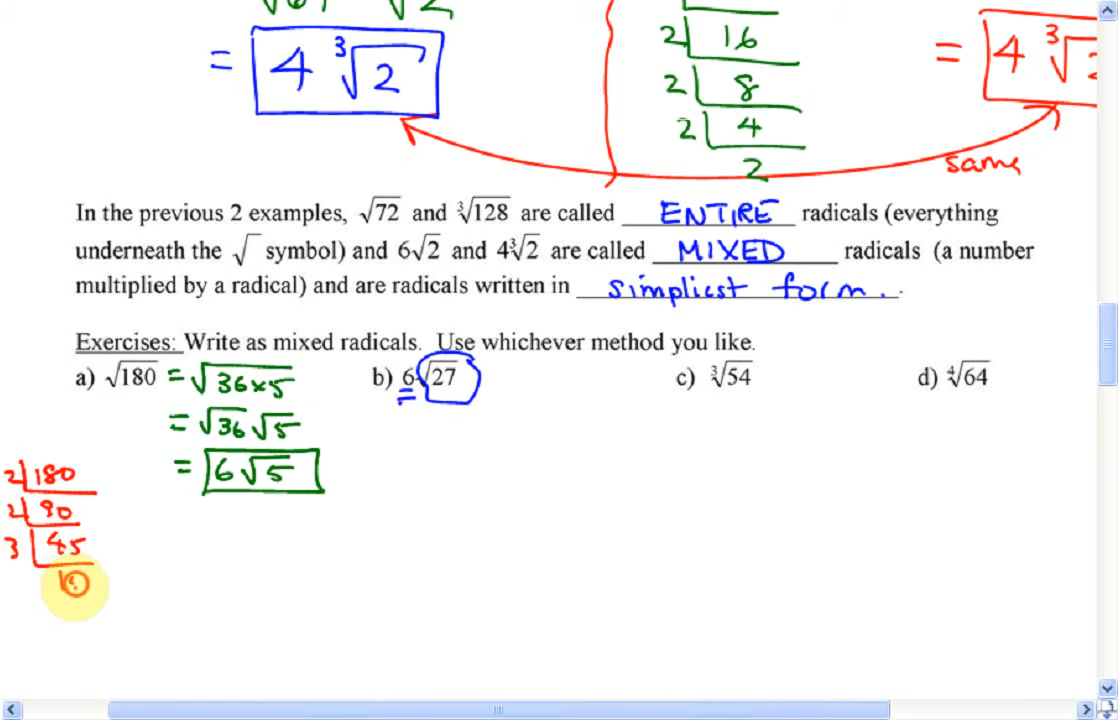 = 4 ∛2
2 16
2 8
2 4
2
= 4 ∛
same
In the previous 2 examples, √72 and ∛128 are called ENTIRE radicals (everything
underneath the √ symbol) and 6√2 and 4∛2 are called MIXED radicals (a number
multiplied by a radical) and are radicals written in simpliest form.
Exercises: Write as mixed radicals. Use whichever method you like.
a) √180 = √36×5
= √36 √5
= 6√5
b) 6√27
=
c) ∛54
d) ∜64
2 180
2 90
3 45